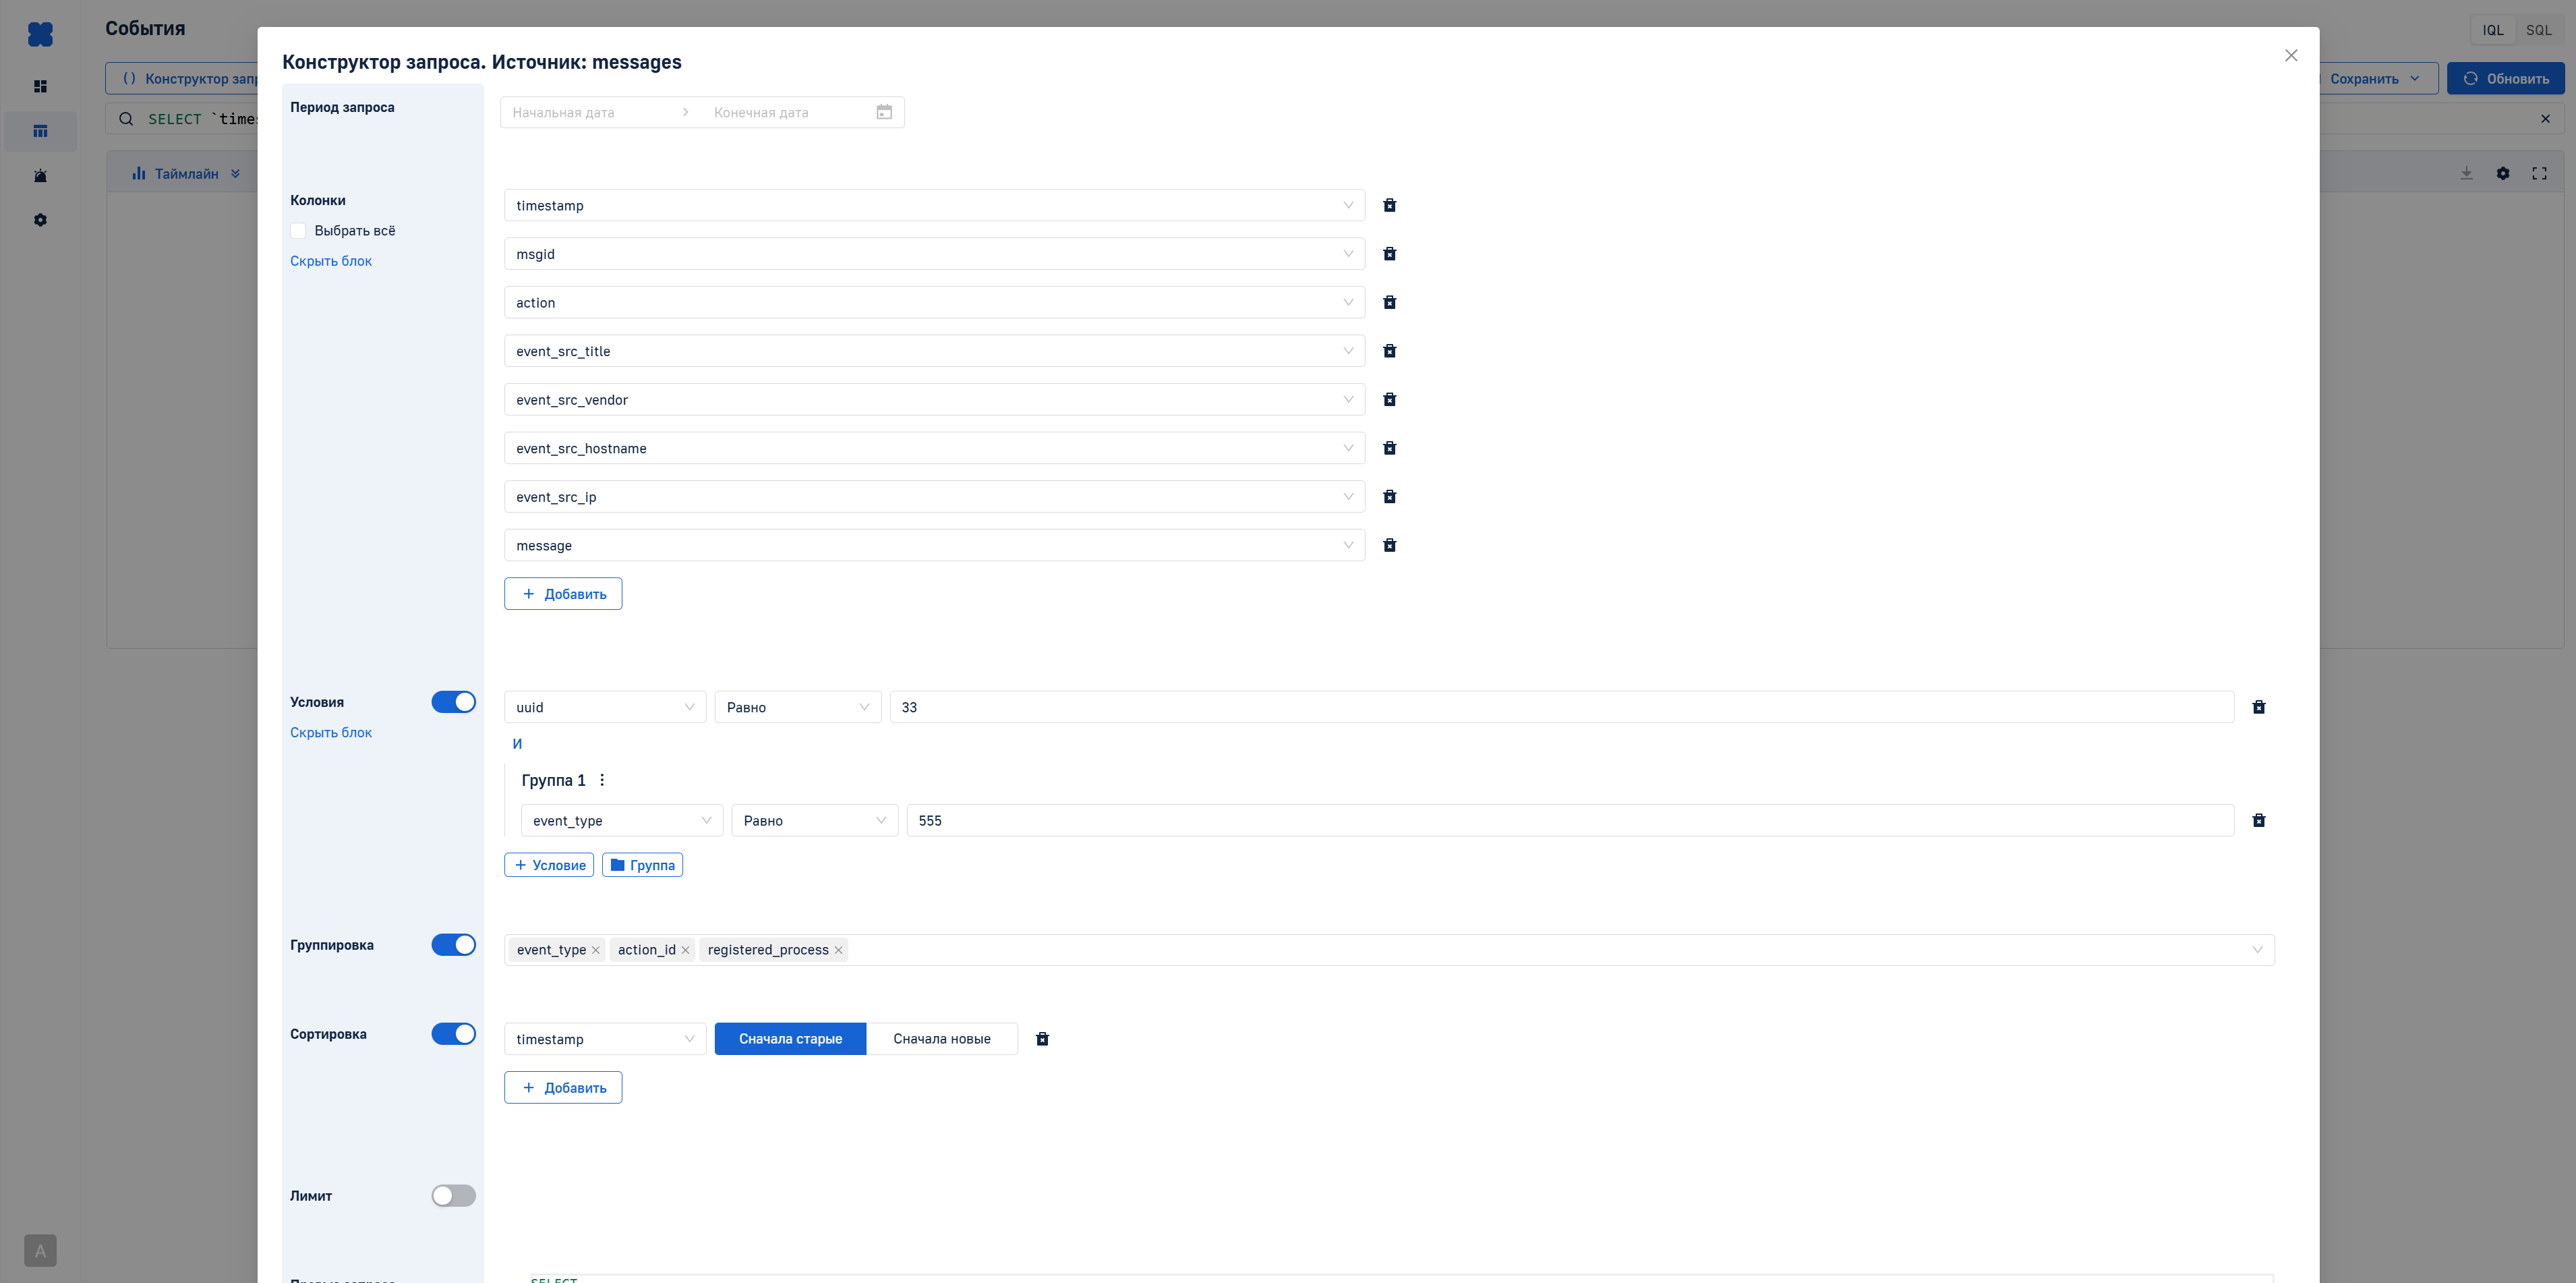 События
IQL SQL
Конструктор запр
Сохранить
Обновить
SELECT `times
Таймлайн
A
Конструктор запроса. Источник: messages
Период запроса
Начальная дата
Конечная дата
Колонки
Выбрать всё
Скрыть блок
timestamp
msgid
action
event_src_title
event_src_vendor
event_src_hostname
event_src_ip
message
Добавить
Условия
Скрыть блок
uuid Равно 33
И
Группа 1
event_type Равно 555
Условие Группа
Группировка
event_type action_id registered_process
Сортировка
timestamp Сначала старые Сначала новые
Добавить
Лимит
SELECT